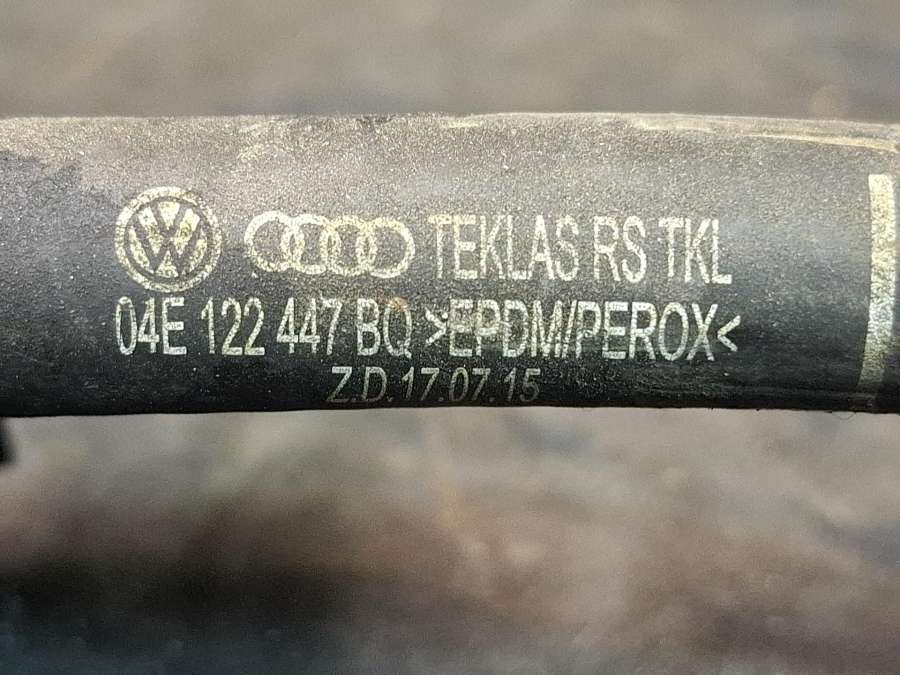 TEKLAS RS TKL
04E 122 447 BQ >EPDM/PEROX<
Z.D.17.07.15